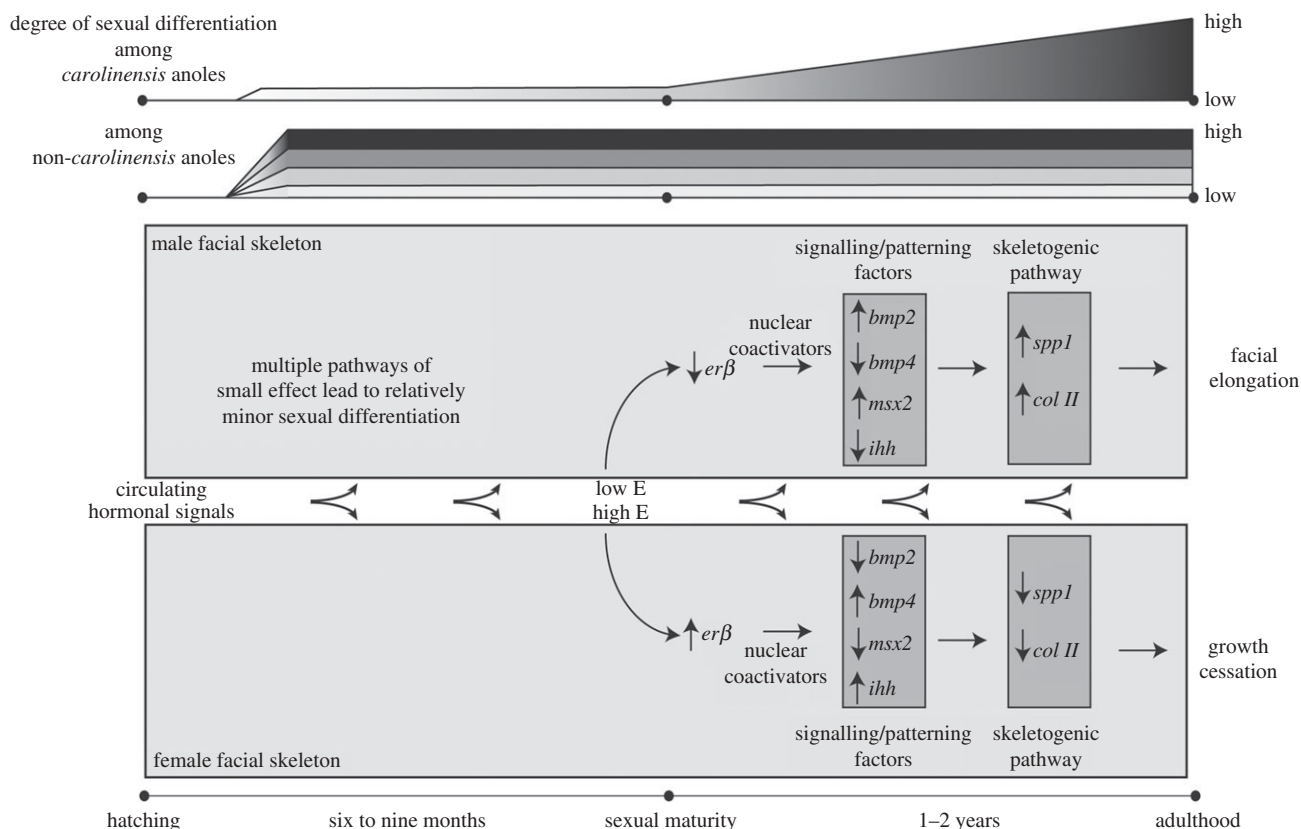 degree of sexual differentiation
among
carolinensis anoles
high
low
among
non-carolinensis anoles
high
low
male facial skeleton
signalling/patterning
factors
skeletogenic
pathway
multiple pathways of
small effect lead to relatively
minor sexual differentiation
↓erβ
nuclear
coactivators
↑bmp2
↓bmp4
↑msx2
↓ihh
↑spp1
↑col II
facial
elongation
circulating
hormonal signals
low E
high E
↑erβ
nuclear
coactivators
↓bmp2
↑bmp4
↓msx2
↑ihh
↓spp1
↓col II
growth
cessation
signalling/patterning
factors
skeletogenic
pathway
female facial skeleton
hatching
six to nine months
sexual maturity
1–2 years
adulthood